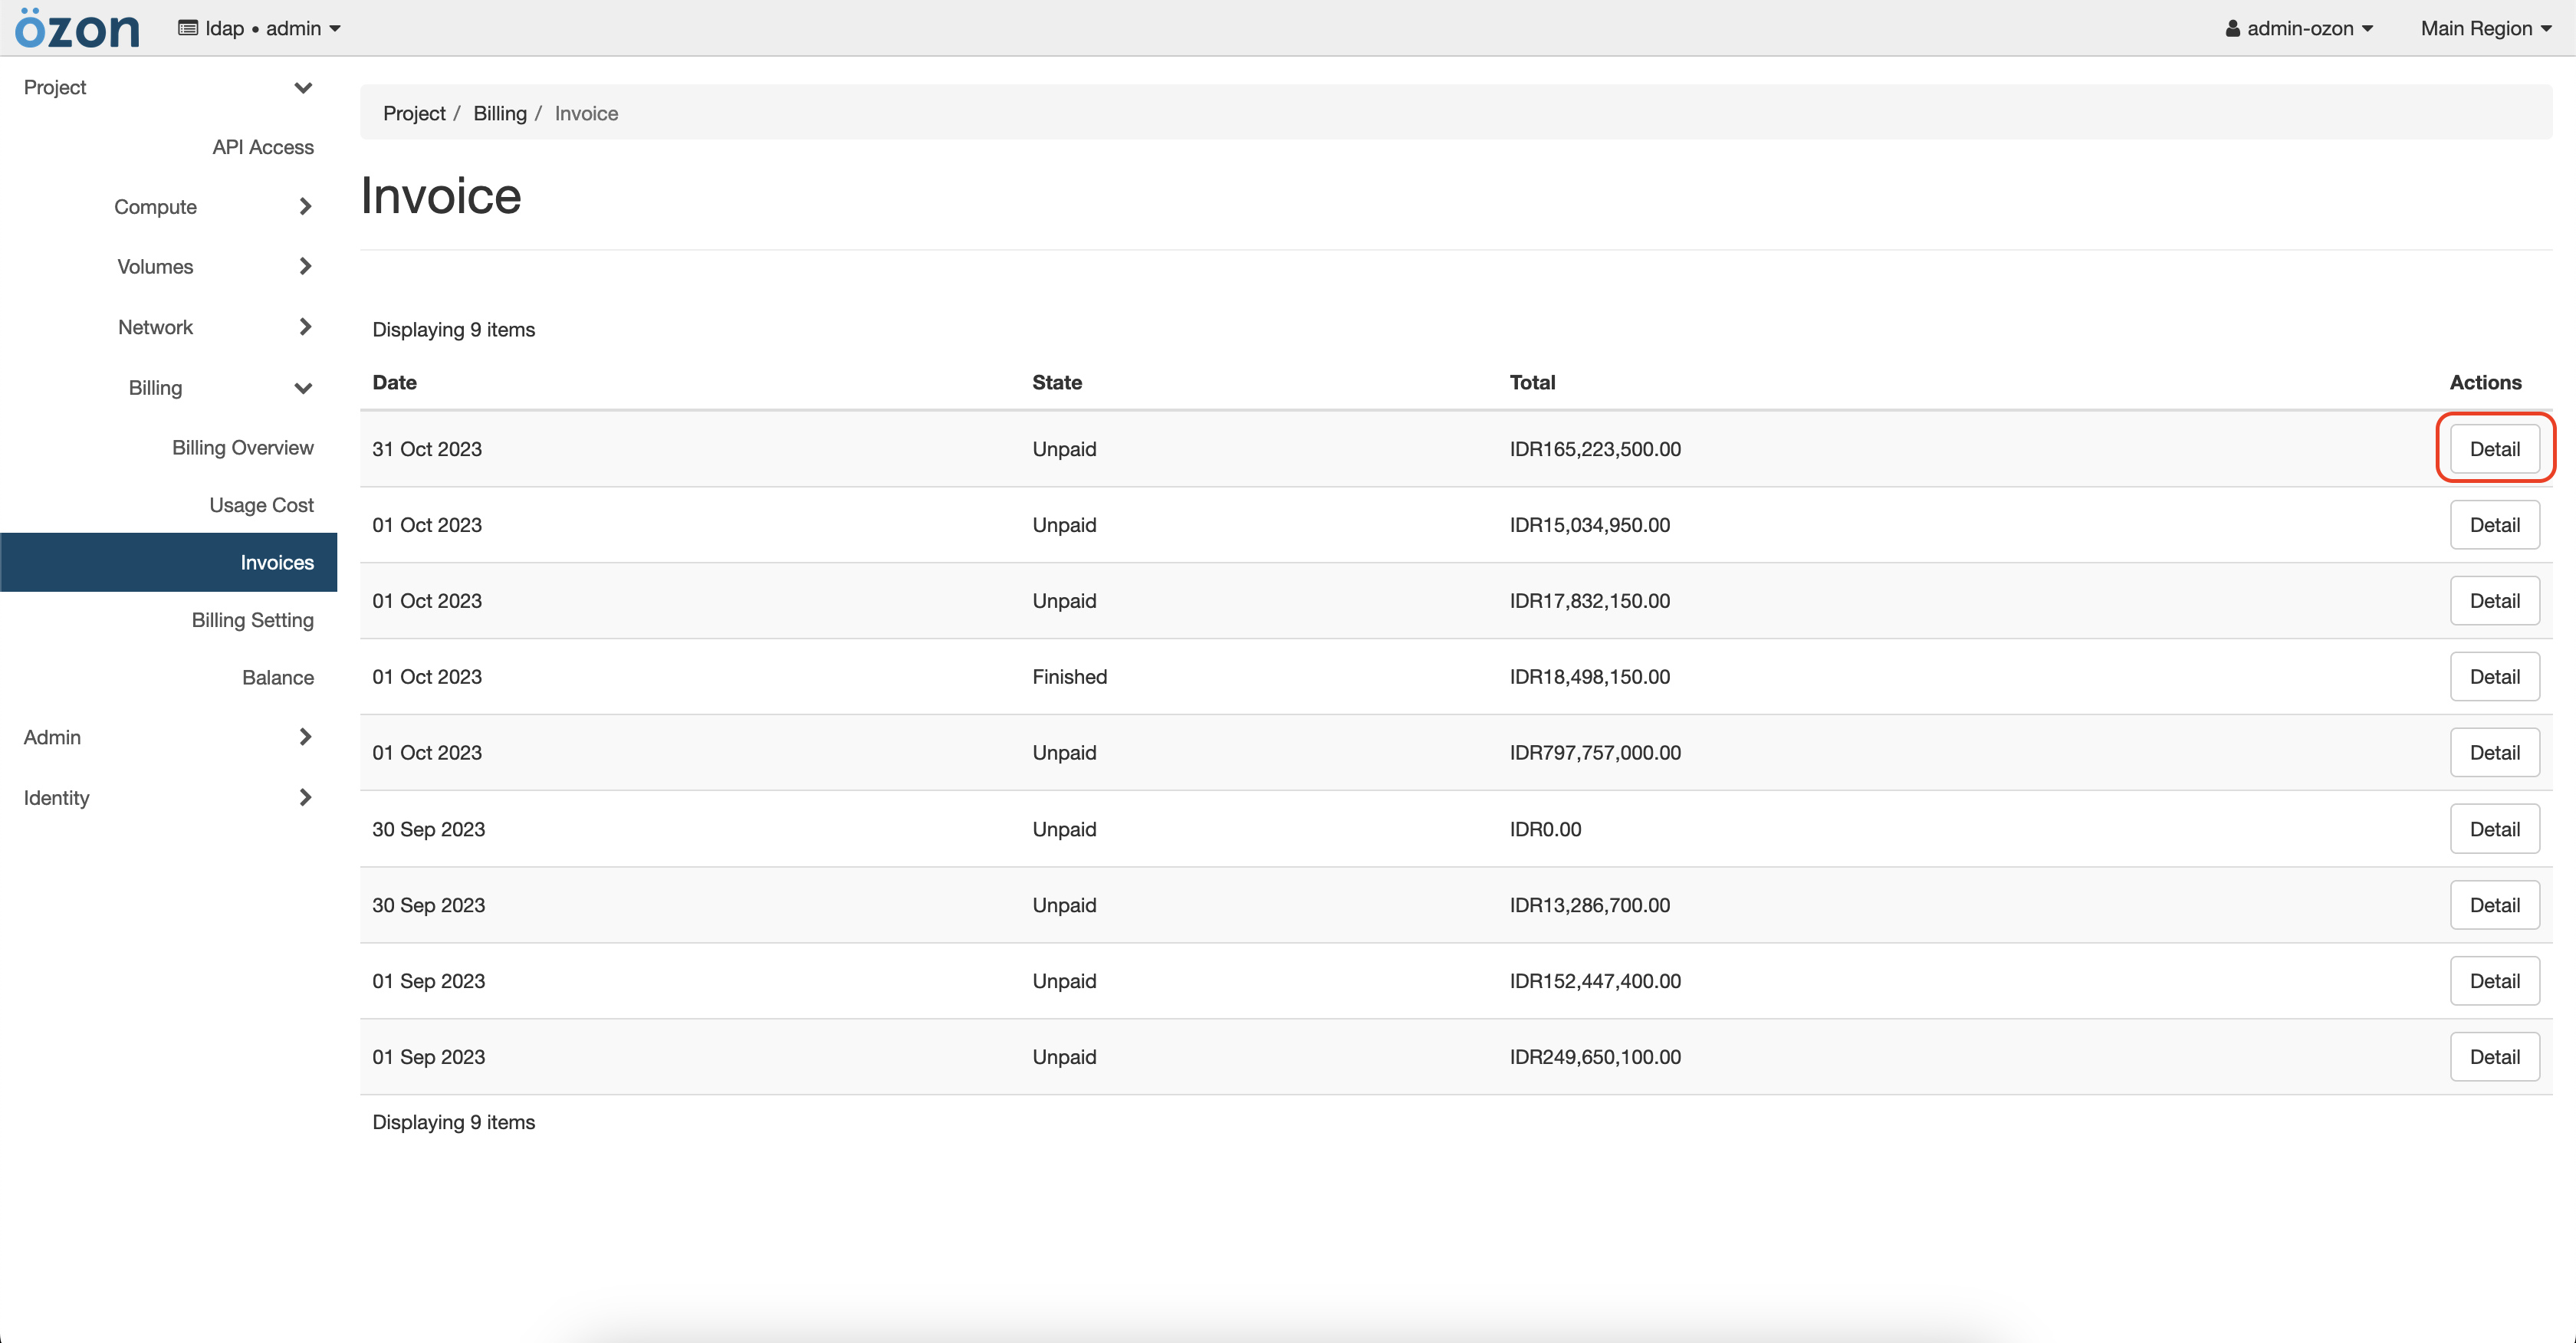 özon ldap • admin admin-ozon Main Region
Project
API Access
Compute
Volumes
Network
Billing
Billing Overview
Usage Cost
Invoices
Billing Setting
Balance
Admin
Identity
Project / Billing / Invoice
Invoice
Displaying 9 items
Date State Total Actions
31 Oct 2023 Unpaid IDR165,223,500.00 Detail
01 Oct 2023 Unpaid IDR15,034,950.00 Detail
01 Oct 2023 Unpaid IDR17,832,150.00 Detail
01 Oct 2023 Finished IDR18,498,150.00 Detail
01 Oct 2023 Unpaid IDR797,757,000.00 Detail
30 Sep 2023 Unpaid IDR0.00 Detail
30 Sep 2023 Unpaid IDR13,286,700.00 Detail
01 Sep 2023 Unpaid IDR152,447,400.00 Detail
01 Sep 2023 Unpaid IDR249,650,100.00 Detail
Displaying 9 items